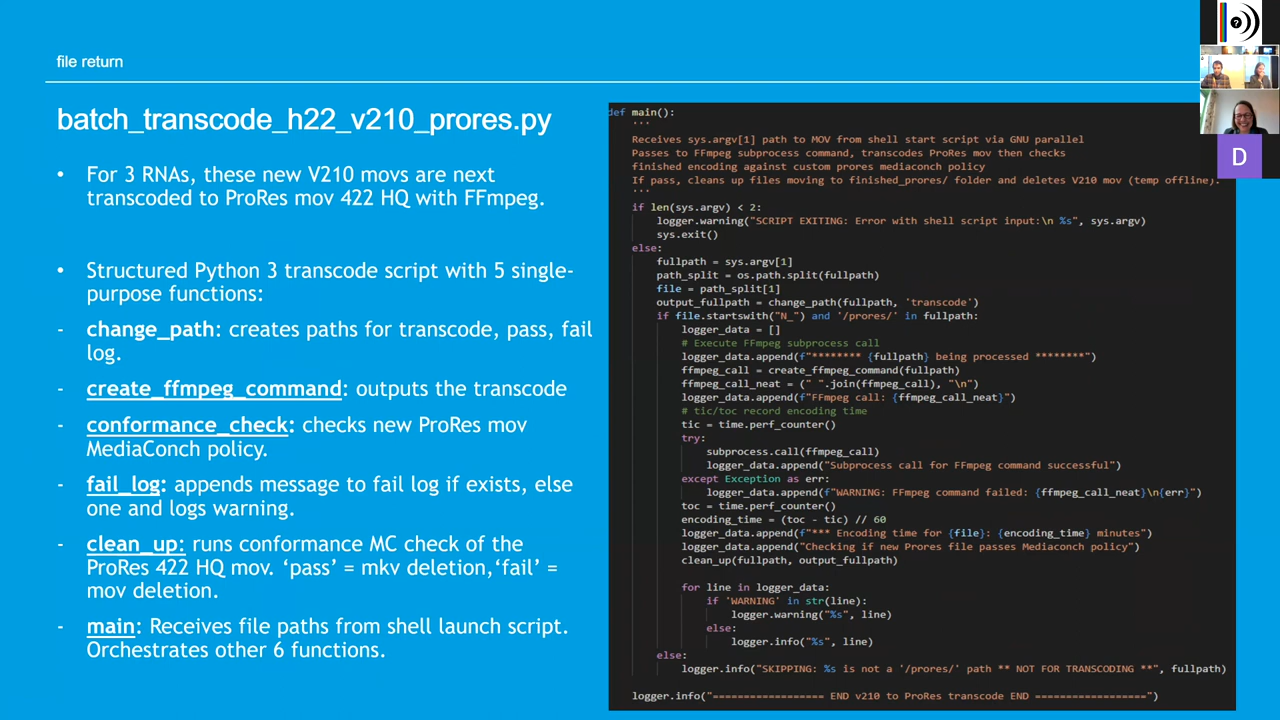 file return
batch_transcode_h22_v210_prores.py
• For 3 RNAs, these new V210 movs are next
transcoded to ProRes mov 422 HQ with FFmpeg.
• Structured Python 3 transcode script with 5 single-
purpose functions:
- change_path: creates paths for transcode, pass, fail
log.
- create_ffmpeg_command: outputs the transcode
- conformance_check: checks new ProRes mov
MediaConch policy.
- fail_log: appends message to fail log if exists, else
one and logs warning.
- clean_up: runs conformance MC check of the
ProRes 422 HQ mov. ‘pass’ = mkv deletion,‘fail’ =
mov deletion.
- main: Receives file paths from shell launch script.
Orchestrates other 6 functions.
def main():
'''
Receives sys.argv[1] path to MOV from shell start script via GNU parallel
Passes to FFmpeg subprocess command, transcodes ProRes mov then checks
finished encoding against custom prores mediaconch policy
If pass, cleans up files moving to finished_prores/ folder and deletes V210 mov (temp offline).
'''
if len(sys.argv) < 2:
logger.warning("SCRIPT EXITING: Error with shell script input:\n %s", sys.argv)
sys.exit()
else:
fullpath = sys.argv[1]
path_split = os.path.split(fullpath)
file = path_split[1]
output_fullpath = change_path(fullpath, 'transcode')
if file.startswith("N_") and '/prores/' in fullpath:
logger_data = []
# Execute FFmpeg subprocess call
logger_data.append(f"******** {fullpath} being processed ********")
ffmpeg_call = create_ffmpeg_command(fullpath)
ffmpeg_call_neat = (" ".join(ffmpeg_call), "\n")
logger_data.append(f"FFmpeg call: {ffmpeg_call_neat}")
# tic/toc record encoding time
tic = time.perf_counter()
try:
subprocess.call(ffmpeg_call)
logger_data.append("Subprocess call for FFmpeg command successful")
except Exception as err:
logger_data.append(f"WARNING: FFmpeg command failed: {ffmpeg_call_neat}\n{err}")
toc = time.perf_counter()
encoding_time = (toc - tic) // 60
logger_data.append(f"*** Encoding time for {file}: {encoding_time} minutes")
logger_data.append("Checking if new Prores file passes Mediaconch policy")
clean_up(fullpath, output_fullpath)
for line in logger_data:
if 'WARNING' in str(line):
logger.warning("%s", line)
else:
logger.info("%s", line)
else:
logger.info("SKIPPING: %s is not a '/prores/' path ** NOT FOR TRANSCODING **", fullpath)
logger.info("================== END v210 to ProRes transcode END ==================")
?
D